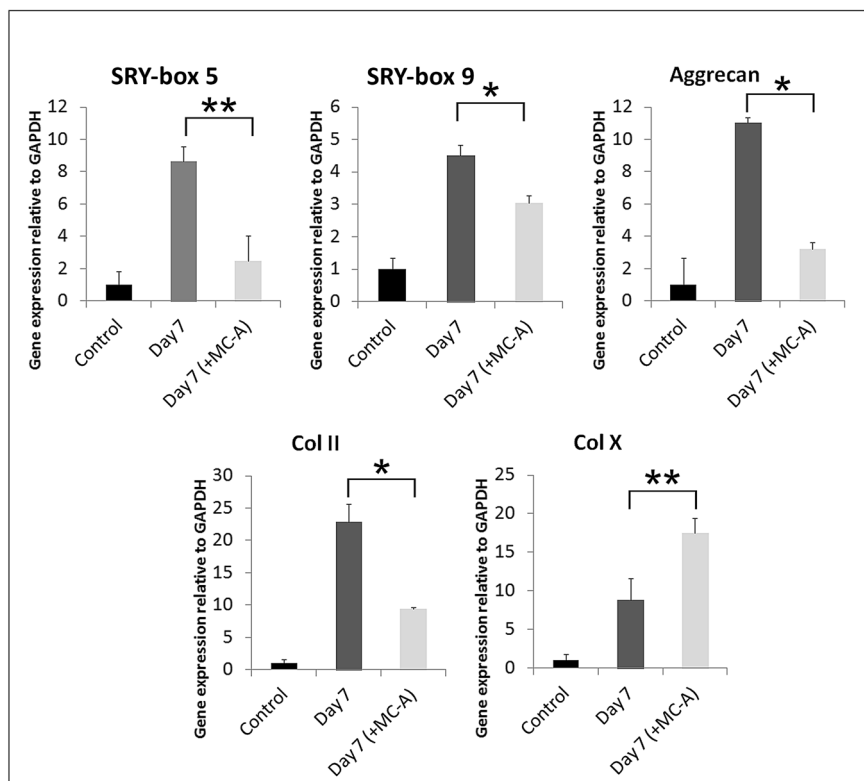 SRY-box 5
Gene expression relative to GAPDH
12
10
8
6
4
2
0
**
Control
Day 7
Day 7 (+MC-A)
SRY-box 9
Gene expression relative to GAPDH
6
5
4
3
2
1
0
*
Control
Day 7
Day 7 (+MC-A)
Aggrecan
Gene expression relative to GAPDH
12
10
8
6
4
2
0
*
Control
Day 7
Day 7 (+MC-A)
Col II
Gene expression relative to GAPDH
30
25
20
15
10
5
0
*
Control
Day 7
Day 7 (+MC-A)
Col X
Gene expression relative to GAPDH
25
20
15
10
5
0
**
Control
Day 7
Day 7 (+MC-A)